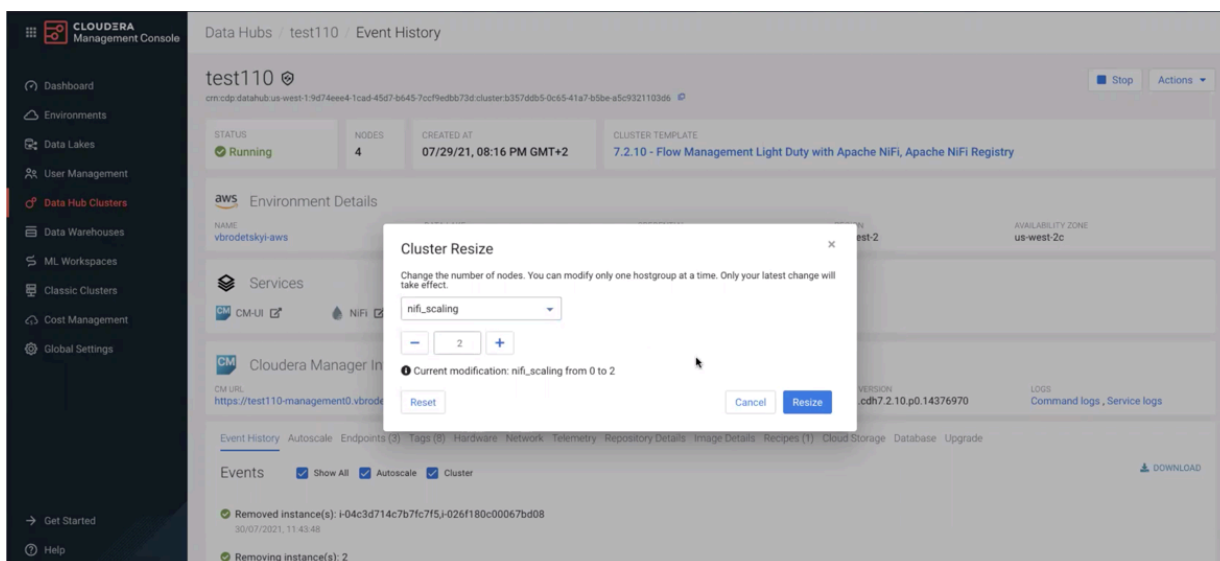 CLOUDERA
Management Console
Dashboard
Environments
Data Lakes
User Management
Data Hub Clusters
Data Warehouses
ML Workspaces
Classic Clusters
Cost Management
Global Settings
Get Started
Help
Data Hubs / test110 / Event History
test110
crn:cdp:datahub:us-west-1:9d74eee4-1cad-45d7-b645-7ccf9edbb73d:cluster:b357ddb5-0c65-41a7-b5be-a5c9321103d6
Stop
Actions
STATUS
Running
NODES
4
CREATED AT
07/29/21, 08:16 PM GMT+2
CLUSTER TEMPLATE
7.2.10 - Flow Management Light Duty with Apache NiFi, Apache NiFi Registry
aws Environment Details
NAME
vbrodetskyi-aws
est-2
AVAILABILITY ZONE
us-west-2c
Services
CM CM-UI
NiFi
CM Cloudera Manager In
CM URL
https://test110-management0.vbrode
VERSION
.cdh7.2.10.p0.14376970
LOGS
Command logs , Service logs
Cluster Resize
Change the number of nodes. You can modify only one hostgroup at a time. Only your latest change will
take effect.
nifi_scaling
2
Current modification: nifi_scaling from 0 to 2
Reset
Cancel
Resize
Event History Autoscale Endpoints (3) Tags (8) Hardware Network Telemetry Repository Details Image Details Recipes (1) Cloud Storage Database Upgrade
Events
Show All
Autoscale
Cluster
DOWNLOAD
Removed instance(s): i-04c3d714c7b7fc7f5,i-026f180c00067bd08
30/07/2021, 11:43:48
Removing instance(s): 2